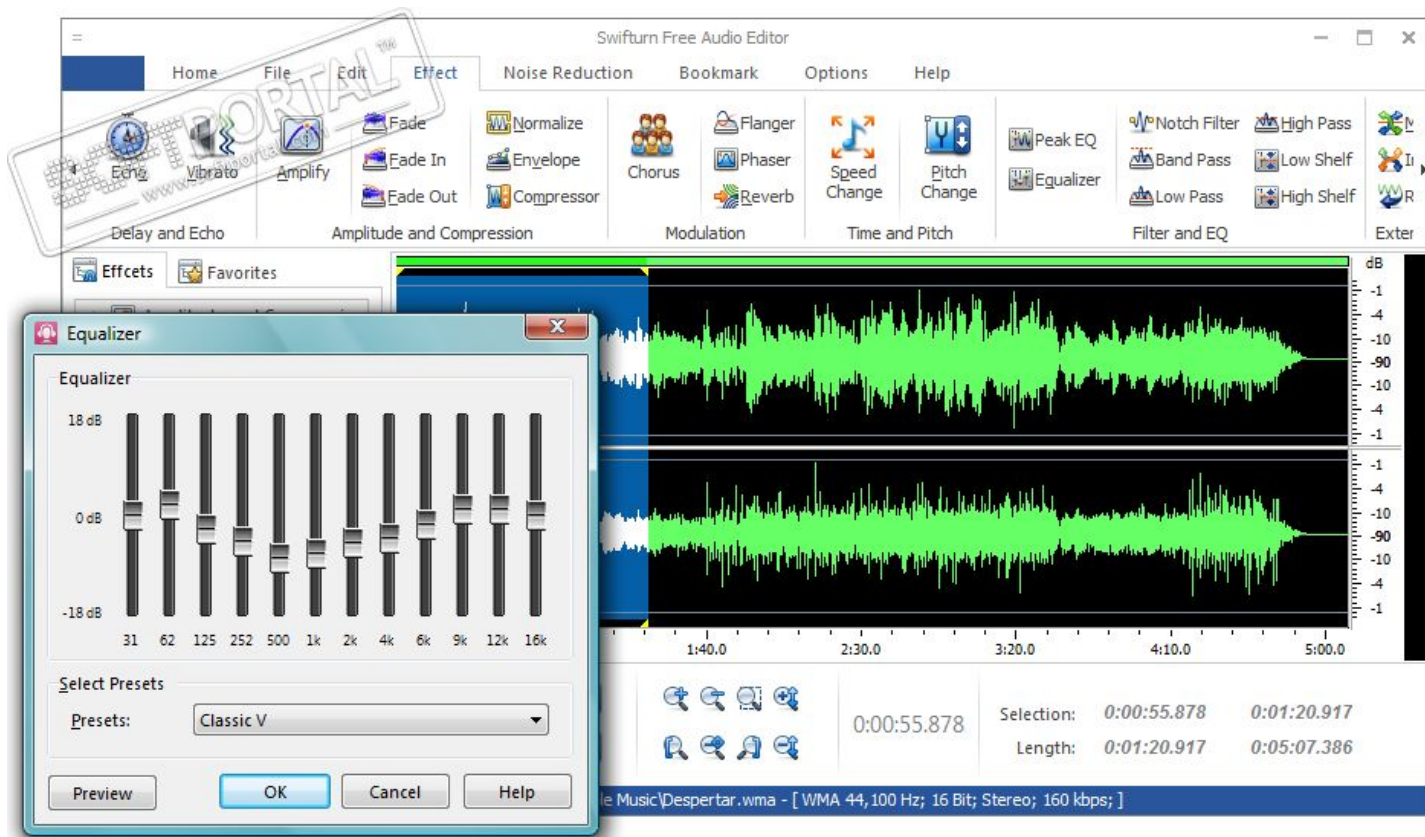 Swifturn Free Audio Editor
Home File Edit Effect Noise Reduction Bookmark Options Help
Echo Vibrato Amplify
Fade Normalize
Fade In Envelope
Fade Out Compressor
Chorus
Flanger
Phaser
Reverb
Speed Change
Pitch Change
Peak EQ
Equalizer
Notch Filter High Pass
Band Pass Low Shelf
Low Pass High Shelf
Delay and Echo Amplitude and Compression Modulation Time and Pitch Filter and EQ Exter
SOFTPORTAL™
www.softportal.com
Effcets Favorites
dB
-1
-4
-10
-90
-10
-4
-1
-1
-4
-10
-90
-10
-4
-1
1:40.0 2:30.0 3:20.0 4:10.0 5:00.0
Equalizer
Equalizer
18 dB
0 dB
-18 dB
31 62 125 252 500 1k 2k 4k 6k 9k 12k 16k
Select Presets
Presets: Classic V
Preview OK Cancel Help
0:00:55.878
Selection: 0:00:55.878 0:01:20.917
Length: 0:01:20.917 0:05:07.386
le Music\Despertar.wma - [ WMA 44,100 Hz; 16 Bit; Stereo; 160 kbps; ]